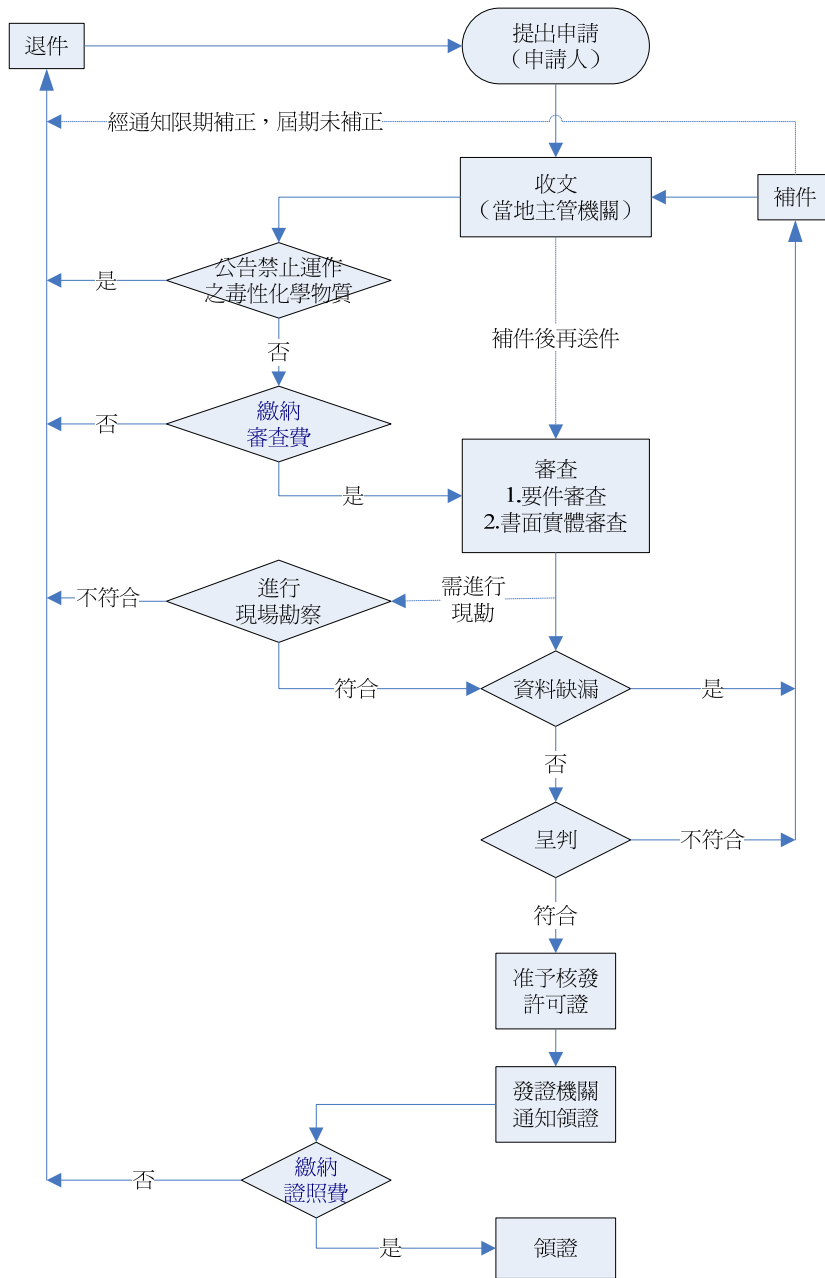 退件
提出申請
（申請人）
經通知限期補正，屆期未補正
收文
（當地主管機關）
補件
公告禁止運作
之毒性化學物質
是
否
補件後再送件
繳納
審查費
否
是
審查
1.要件審查
2.書面實體審查
需進行
現勘
進行
現場勘察
不符合
符合
資料缺漏
是
否
呈判
不符合
符合
准予核發
許可證
發證機關
通知領證
繳納
證照費
否
是
領證